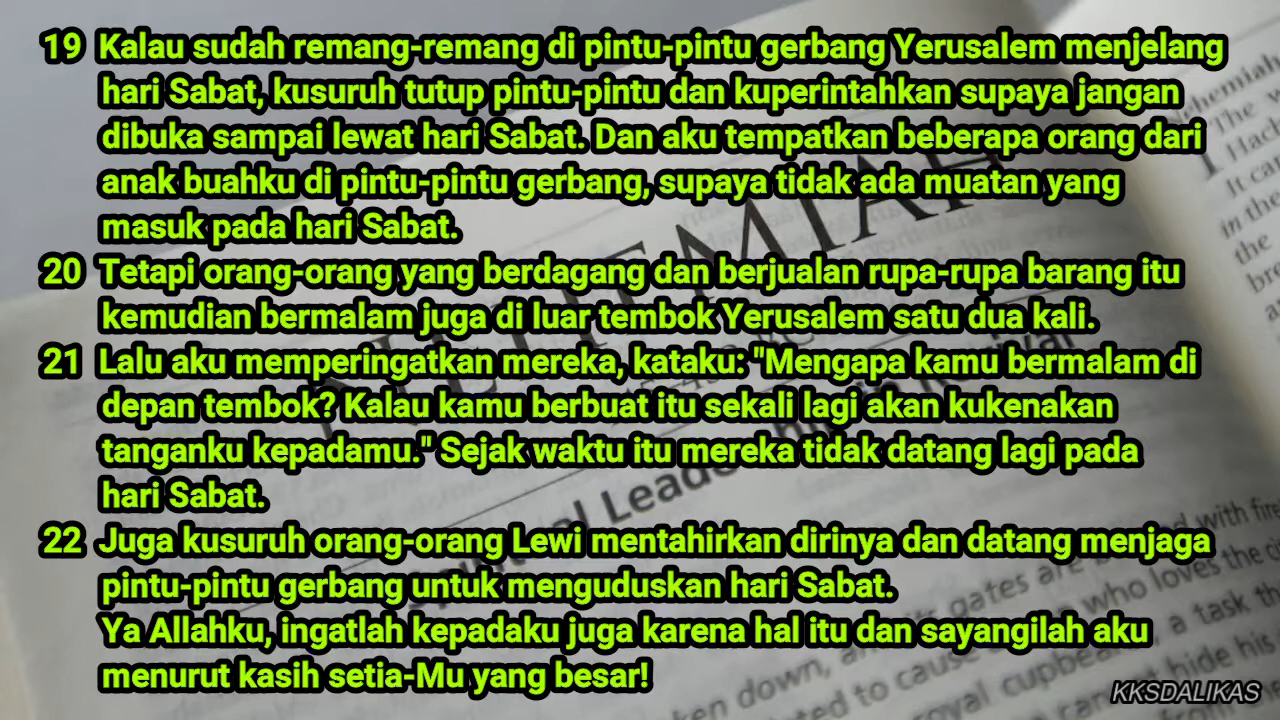 19 Kalau sudah remang-remang di pintu-pintu gerbang Yerusalem menjelang
hari Sabat, kusuruh tutup pintu-pintu dan kuperintahkan supaya jangan
dibuka sampai lewat hari Sabat. Dan aku tempatkan beberapa orang dari
anak buahku di pintu-pintu gerbang, supaya tidak ada muatan yang
masuk pada hari Sabat.
20 Tetapi orang-orang yang berdagang dan berjualan rupa-rupa barang itu
kemudian bermalam juga di luar tembok Yerusalem satu dua kali.
21 Lalu aku memperingatkan mereka, kataku: "Mengapa kamu bermalam di
depan tembok? Kalau kamu berbuat itu sekali lagi akan kukenakan
tanganku kepadamu." Sejak waktu itu mereka tidak datang lagi pada
hari Sabat.
22 Juga kusuruh orang-orang Lewi mentahirkan dirinya dan datang menjaga
pintu-pintu gerbang untuk menguduskan hari Sabat.
Ya Allahku, ingatlah kepadaku juga karena hal itu dan sayangilah aku
menurut kasih setia-Mu yang besar!
NEHEMIAH
KKSDALIKAS